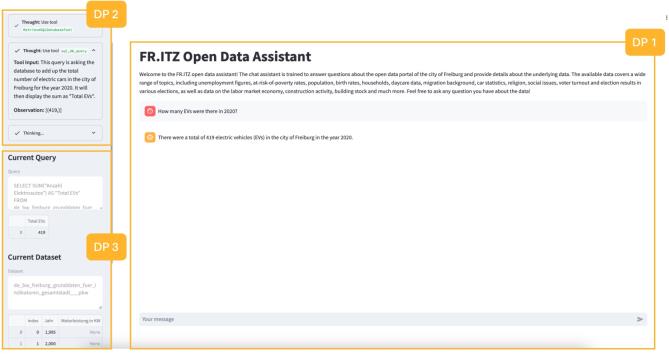 DP 2
Thought: Use tool
RetrieveSQLDatabaseTool
Thought: Use tool sql_db_query
Tool Input: This query is asking the
database to add up the total
number of electric cars in the city of
Freiburg for the year 2020. It will
then display the sum as "Total EVs".
Observation: [(419,)]
Thinking...
Current Query
Query
SELECT SUM("Anzahl
Elektroautos") AS "Total EVs"
FROM
Total EVs
0 419
DP 3
Current Dataset
Dataset
de_bw_freiburg_grunddaten_fuer_i
ndikatoren_gesamtstadt___pkw
Index Jahr Motorleistung in KW
0 0 1,995 None
1 1 2,000 None
DP 1
FR.ITZ Open Data Assistant
Welcome to the FR.ITZ open data assistant! The chat assistant is trained to answer questions about the open data portal of the city of Freiburg and provide details about the underlying data. The available data covers a wide
range of topics, including unemployment figures, at-risk-of-poverty rates, population, birth rates, households, daycare data, migration background, car statistics, religion, social issues, voter turnout and election results in
various elections, as well as data on the labor market economy, construction activity, building stock and much more. Feel free to ask any question you have about the data!
How many EVs were there in 2020?
There were a total of 419 electric vehicles (EVs) in the city of Freiburg in the year 2020.
Your message